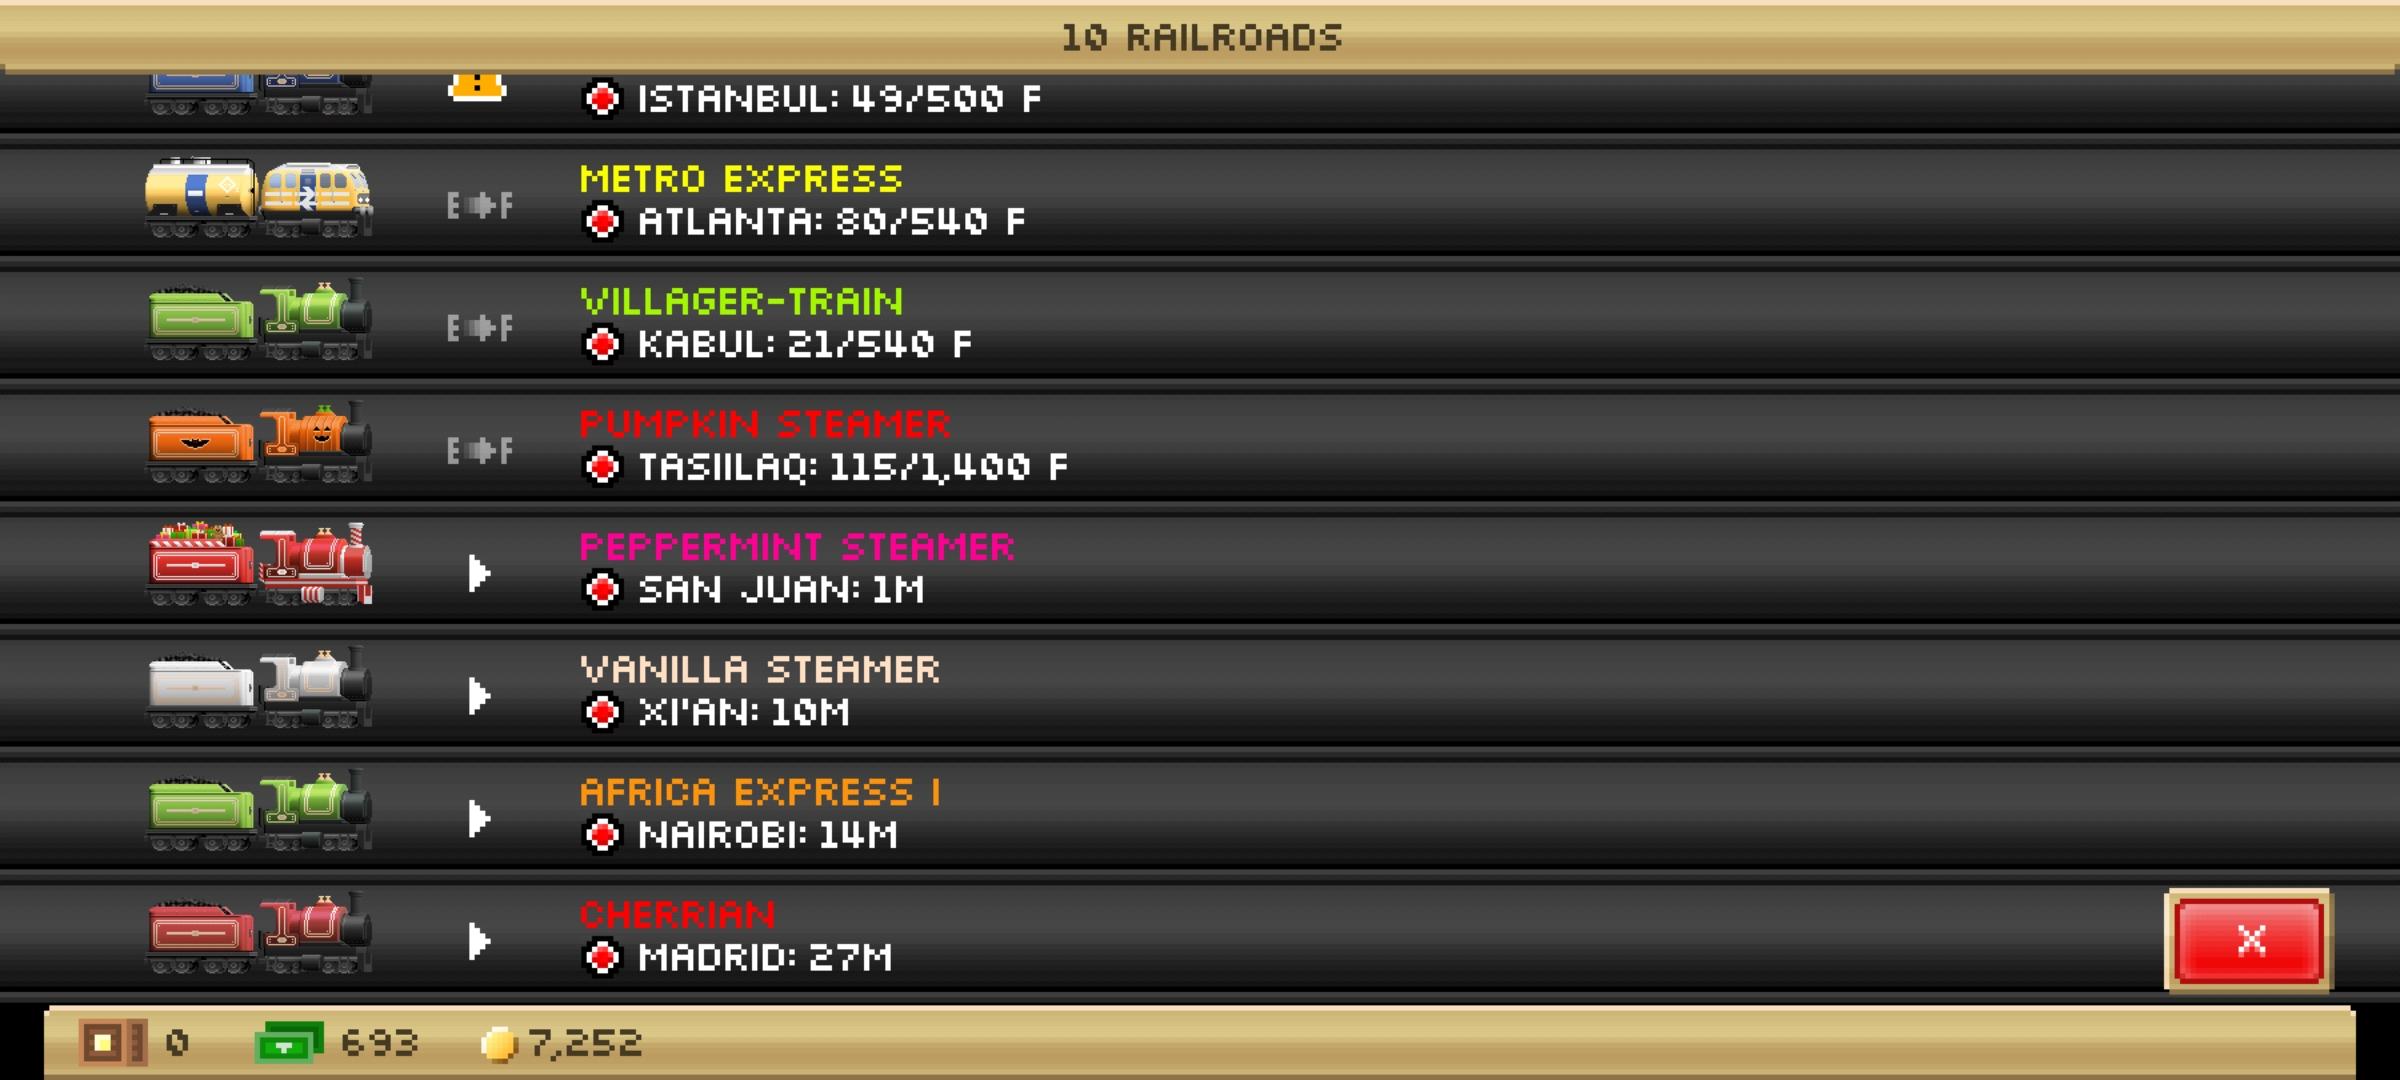 10 RAILROADS
ISTANBUL: 49/500 F
METRO EXPRESS
E F
ATLANTA: 80/540 F
VILLAGER-TRAIN
E F
KABUL: 21/540 F
PUMPKIN STEAMER
E F
TASIILAQ: 115/1,400 F
PEPPERMINT STEAMER
SAN JUAN: 1M
VANILLA STEAMER
XI'AN: 10M
AFRICA EXPRESS I
NAIROBI: 14M
CHERRIAN
MADRID: 27M
X
0 693 7,252